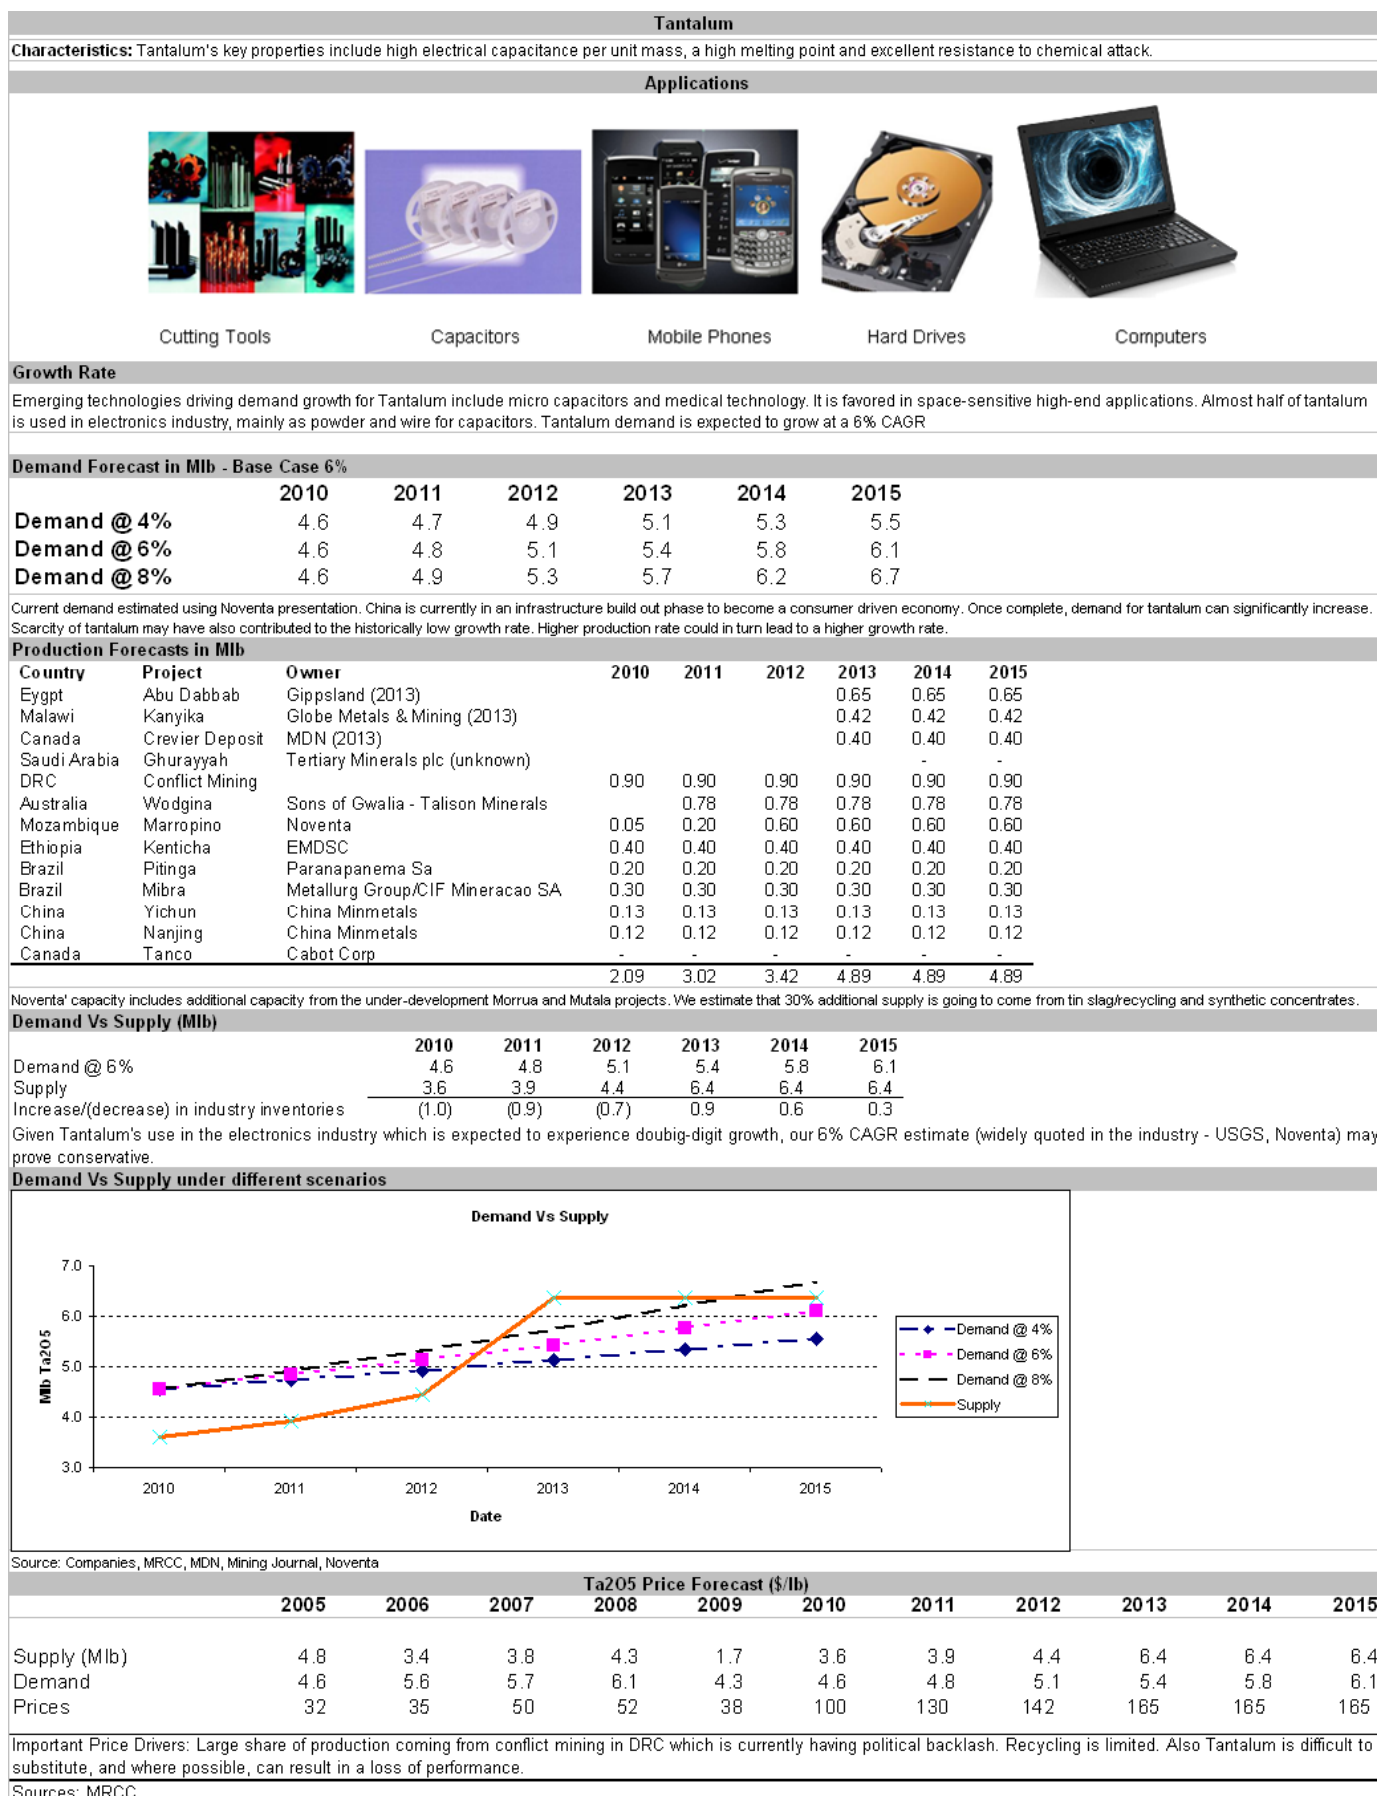 Tantalum
Characteristics: Tantalum's key properties include high electrical capacitance per unit mass, a high melting point and excellent resistance to chemical attack.
Applications
Cutting Tools Capacitors Mobile Phones Hard Drives Computers
Growth Rate
Emerging technologies driving demand growth for Tantalum include micro capacitors and medical technology. It is favored in space-sensitive high-end applications. Almost half of tantalum
is used in electronics industry, mainly as powder and wire for capacitors. Tantalum demand is expected to grow at a 6% CAGR
Demand Forecast in Mlb - Base Case 6%
2010 2011 2012 2013 2014 2015
Demand @ 4% 4.6 4.7 4.9 5.1 5.3 5.5
Demand @ 6% 4.6 4.8 5.1 5.4 5.8 6.1
Demand @ 8% 4.6 4.9 5.3 5.7 6.2 6.7
Current demand estimated using Noventa presentation. China is currently in an infrastructure build out phase to become a consumer driven economy. Once complete, demand for tantalum can significantly increase.
Scarcity of tantalum may have also contributed to the historically low growth rate. Higher production rate could in turn lead to a higher growth rate.
Production Forecasts in Mlb
Country Project Owner 2010 2011 2012 2013 2014 2015
Eygpt Abu Dabbab Gippsland (2013) 0.65 0.65 0.65
Malawi Kanyika Globe Metals & Mining (2013) 0.42 0.42 0.42
Canada Crevier Deposit MDN (2013) 0.40 0.40 0.40
Saudi Arabia Ghurayyah Tertiary Minerals plc (unknown) - -
DRC Conflict Mining 0.90 0.90 0.90 0.90 0.90 0.90
Australia Wodgina Sons of Gwalia - Talison Minerals 0.78 0.78 0.78 0.78 0.78
Mozambique Marropino Noventa 0.05 0.20 0.60 0.60 0.60 0.60
Ethiopia Kenticha EMDSC 0.40 0.40 0.40 0.40 0.40 0.40
Brazil Pitinga Paranapanema Sa 0.20 0.20 0.20 0.20 0.20 0.20
Brazil Mibra Metallurg Group/CIF Mineracao SA 0.30 0.30 0.30 0.30 0.30 0.30
China Yichun China Minmetals 0.13 0.13 0.13 0.13 0.13 0.13
China Nanjing China Minmetals 0.12 0.12 0.12 0.12 0.12 0.12
Canada Tanco Cabot Corp - - - - - -
2.09 3.02 3.42 4.89 4.89 4.89
Noventa' capacity includes additional capacity from the under-development Morrua and Mutala projects. We estimate that 30% additional supply is going to come from tin slag/recycling and synthetic concentrates.
Demand Vs Supply (Mlb)
2010 2011 2012 2013 2014 2015
Demand @ 6% 4.6 4.8 5.1 5.4 5.8 6.1
Supply 3.6 3.9 4.4 6.4 6.4 6.4
Increase/(decrease) in industry inventories (1.0) (0.9) (0.7) 0.9 0.6 0.3
Given Tantalum's use in the electronics industry which is expected to experience doubig-digit growth, our 6% CAGR estimate (widely quoted in the industry - USGS, Noventa) may
prove conservative.
Demand Vs Supply under different scenarios
Demand Vs Supply
7.0
6.0
5.0
4.0
3.0
Mlb Ta2O5
2010 2011 2012 2013 2014 2015
Date
Demand @ 4%
Demand @ 6%
Demand @ 8%
Supply
Source: Companies, MRCC, MDN, Mining Journal, Noventa
Ta2O5 Price Forecast ($/lb)
2005 2006 2007 2008 2009 2010 2011 2012 2013 2014 2015
Supply (Mlb) 4.8 3.4 3.8 4.3 1.7 3.6 3.9 4.4 6.4 6.4 6.4
Demand 4.6 5.6 5.7 6.1 4.3 4.6 4.8 5.1 5.4 5.8 6.1
Prices 32 35 50 52 38 100 130 142 165 165 165
Important Price Drivers: Large share of production coming from conflict mining in DRC which is currently having political backlash. Recycling is limited. Also Tantalum is difficult to
substitute, and where possible, can result in a loss of performance.
Sources: MRCC